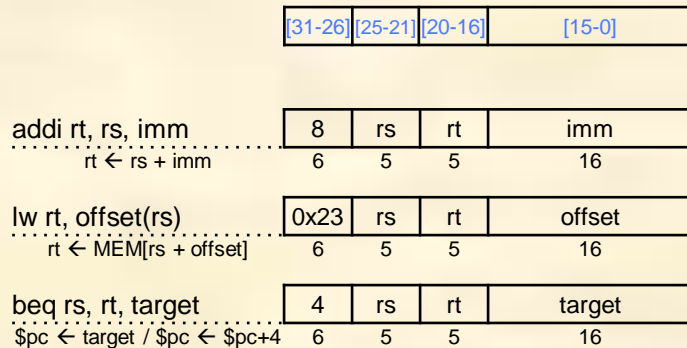 [31-26] [25-21] [20-16] [15-0]
addi rt, rs, imm 8 rs rt imm
rt ← rs + imm 6 5 5 16
lw rt, offset(rs) 0x23 rs rt offset
rt ← MEM[rs + offset] 6 5 5 16
beq rs, rt, target 4 rs rt target
$pc ← target / $pc ← $pc+4 6 5 5 16